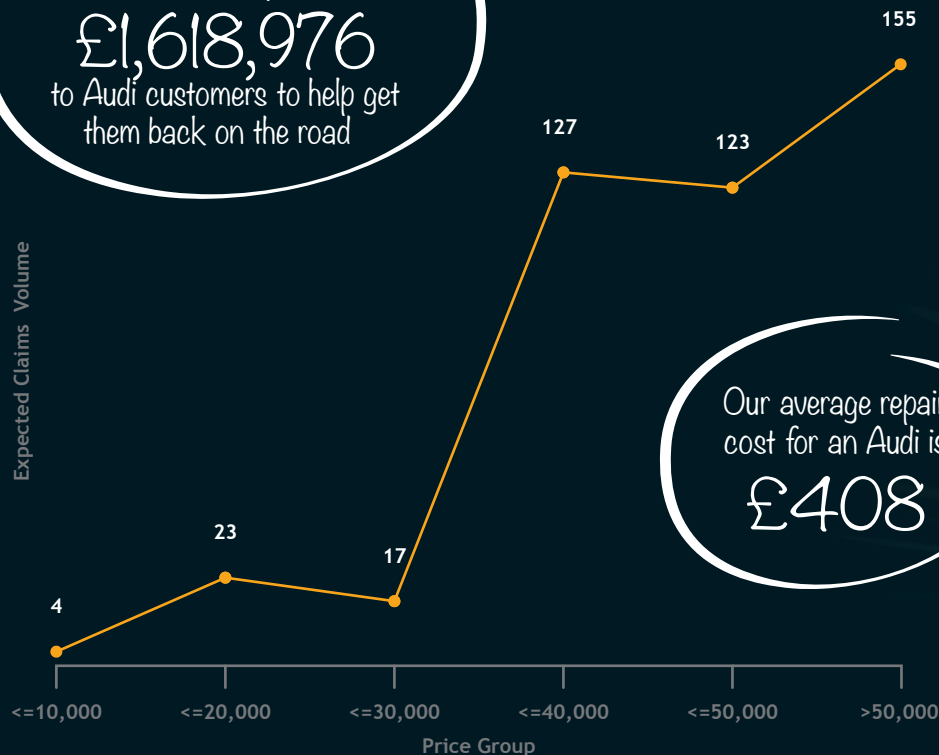 £1,618,976
to Audi customers to help get
them back on the road
155
127
123
Expected Claims Volume
Our average repair
cost for an Audi is
£408
23
17
4
<=10,000
<=20,000
<=30,000
<=40,000
<=50,000
>50,000
Price Group